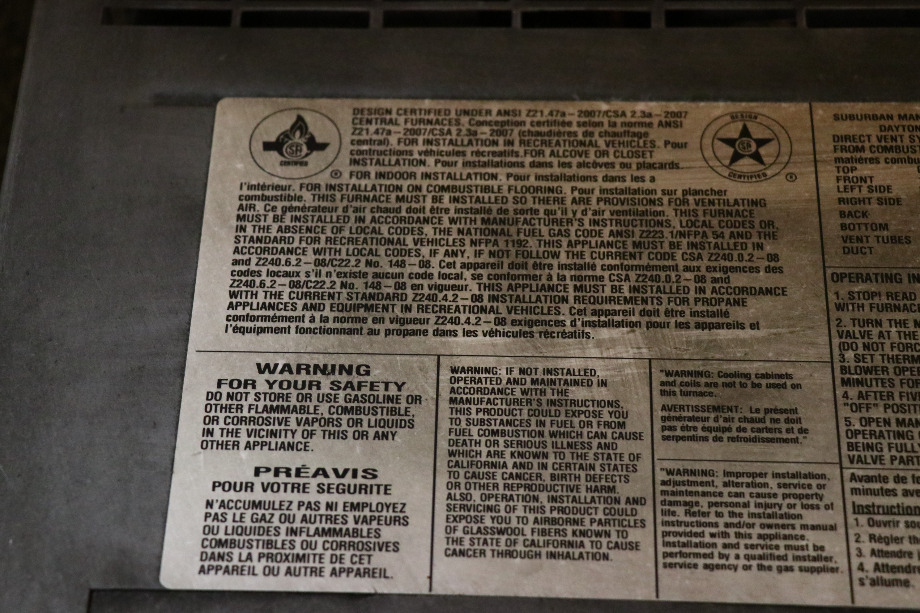 DESIGN CERTIFIED UNDER ANSI Z21.47a – 2007/CSA 2.3a – 2007
CENTRAL FURNACES. Conception certifiée selon la norme ANSI
Z21.47a – 2007/CSA 2.3a – 2007 (chaudières de chauffage
central). FOR INSTALLATION IN RECREATIONAL VEHICLES. Pour
contructions véhicules récreatifs.FOR ALCOVE OR CLOSET
INSTALLATION. Pour installations dans les alcôves ou placards.
® FOR INDOOR INSTALLATION. Pour installations dans les a
l'intérieur. FOR INSTALLATION ON COMBUSTIBLE FLOORING. Pour installation sur plancher
combustible. THIS FURNACE MUST BE INSTALLED SO THERE ARE PROVISIONS FOR VENTILATING
AIR. Ce générateur d'air chaud doit être installé de sorte qu'il y d'air ventilation. THIS FURNACE
MUST BE INSTALLED IN ACCORDANCE WITH MANUFACTURER'S INSTRUCTIONS, LOCAL CODES OR,
IN THE ABSENCE OF LOCAL CODES, THE NATIONAL FUEL GAS CODE ANSI Z223.1/NFPA 54 AND THE
STANDARD FOR RECREATIONAL VEHICLES NFPA 1192. THIS APPLIANCE MUST BE INSTALLED IN
ACCORDANCE WITH LOCAL CODES, IF ANY, IF NOT FOLLOW THE CURRENT CODE CSA Z240.0.2–08
and Z240.6.2–08/C22.2 No. 148–08. Cet appareil doit être installé conformément aux exigences des
codes locaux s'il n'existe aucun code local, se conformer à la norme CSA Z240.0.2–08 and
Z240.6.2–08/C22.2 No. 148–08 en vigueur. THIS APPLIANCE MUST BE INSTALLED IN ACCORDANCE
WITH THE CURRENT STANDARD Z240.4.2–08 INSTALLATION REQUIREMENTS FOR PROPANE
APPLIANCES AND EQUIPMENT IN RECREATIONAL VEHICLES. Cet appareil doit être installé
conformément à la norme en vigueur Z240.4.2–08 exigences d'installation pour les appareils et
l'équipment fonctionnant au propane dans les véhicules récréatifs.
CERTIFIED
DESIGN
CERTIFIED
®
WARNING
FOR YOUR SAFETY
DO NOT STORE OR USE GASOLINE OR
OTHER FLAMMABLE, COMBUSTIBLE,
OR CORROSIVE VAPORS OR LIQUIDS
IN THE VICINITY OF THIS OR ANY
OTHER APPLIANCE.
PRÉAVIS
POUR VOTRE SEGURITE
N'ACCUMULEZ PAS NI EMPLOYEZ
PAS LE GAZ OU AUTRES VAPEURS
OU LIQUIDES INFLAMMABLES
COMBUSTIBLES OU CORROSIVES
DANS LA PROXIMITE DE CET
APPAREIL OU AUTRE APPAREIL.
WARNING: IF NOT INSTALLED,
OPERATED AND MAINTAINED IN
ACCORDANCE WITH THE
MANUFACTURER'S INSTRUCTIONS,
THIS PRODUCT COULD EXPOSE YOU
TO SUBSTANCES IN FUEL OR FROM
FUEL COMBUSTION WHICH CAN CAUSE
DEATH OR SERIOUS ILLNESS AND
WHICH ARE KNOWN TO THE STATE OF
CALIFORNIA AND IN CERTAIN STATES
TO CAUSE CANCER, BIRTH DEFECTS
OR OTHER REPRODUCTIVE HARM.
ALSO, OPERATION, INSTALLATION AND
SERVICING OF THIS PRODUCT COULD
EXPOSE YOU TO AIRBORNE PARTICLES
OF GLASSWOOL FIBERS KNOWN TO
THE STATE OF CALIFORNIA TO CAUSE
CANCER THROUGH INHALATION.
"WARNING: Cooling cabinets
and coils are not to be used on
this furnace.
AVERTISSEMENT: Le présent
générateur d'air chaud ne doit
pas étre équipé de carters et de
serpentins de refroidissement."
"WARNING: Improper installation,
adjustment, alteration, service or
maintenance can cause property
damage, personal injury or loss of
life. Refer to the installation
instructions and/or owners manual
provided with this appliance.
Installation and service must be
performed by a qualified installer,
service agency or the gas supplier.
SUBURBAN MAN
DAYTO
DIRECT VENT SY
FROM COMBUST
matières combu
TOP
FRONT
LEFT SIDE
RIGHT SIDE
BACK
BOTTOM
VENT TUBES
DUCT
OPERATING IN
1. STOP! READ
WITH FURNAC
2. TURN THE M
VALVE AT THE
(DO NOT FORC
3. SET THERM
BLOWER OPE
MINUTES FOR
4. AFTER FIVE
"OFF" POSIT
5. OPEN MAN
OPERATING
BEING FULLY
VALVE PART
Avante de fo
minutes ave
Instruction
1. Ouvrir so
2. Régler the
3. Attendre
4. Attendre
s'allume.